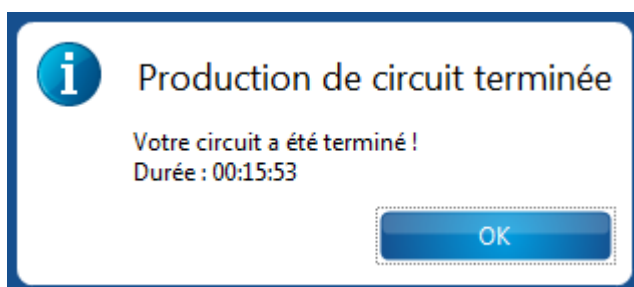 Production de circuit terminée
Votre circuit a été terminé !
Durée : 00:15:53
OK